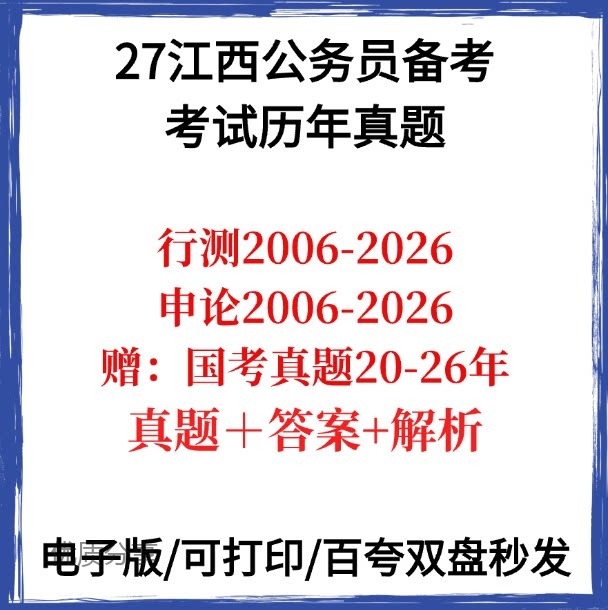 27江西公务员备考
考试历年真题
行测2006-2026
申论2006-2026
赠：国考真题20-26年
真题＋答案+解析
电子版/可打印/百夸双盘秒发